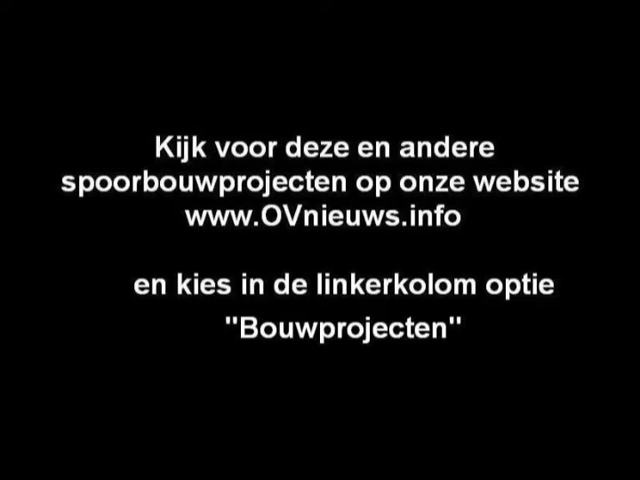 Kijk voor deze en andere
spoorbouwprojecten op onze website
www.OVnieuws.info
en kies in de linkerkolom optie
"Bouwprojecten"